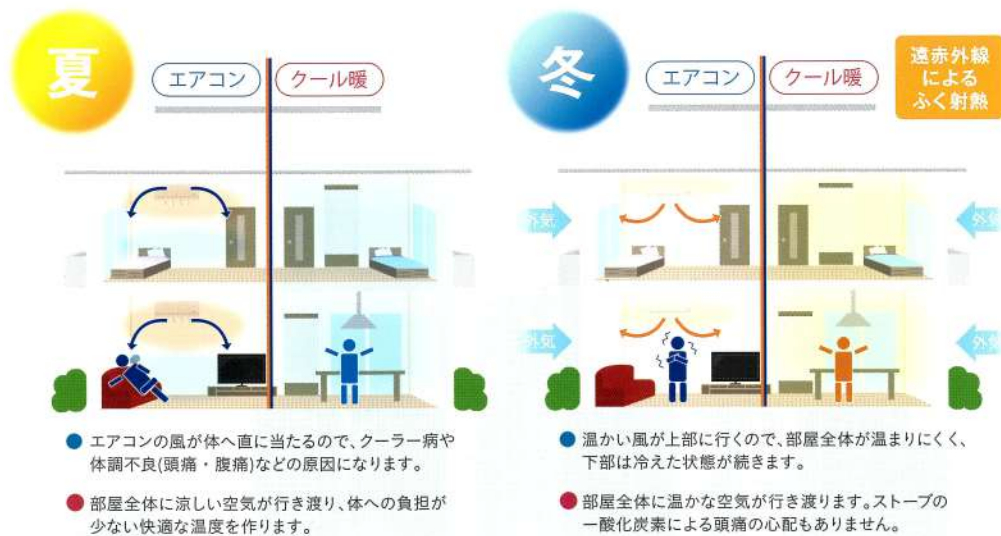 夏
エアコン
クール暖
エアコンの風が体へ直に当たるので、クーラー病や
体調不良(頭痛・腹痛)などの原因になります。
部屋全体に涼しい空気が行き渡り、体への負担が
少ない快適な温度を作ります。
冬
エアコン
クール暖
遠赤外線
による
ふく射熱
外気
外気
外気
外気
温かい風が上部に行くので、部屋全体が温まりにくく、
下部は冷えた状態が続きます。
部屋全体に温かな空気が行き渡ります。ストーブの
一酸化炭素による頭痛の心配もありません。